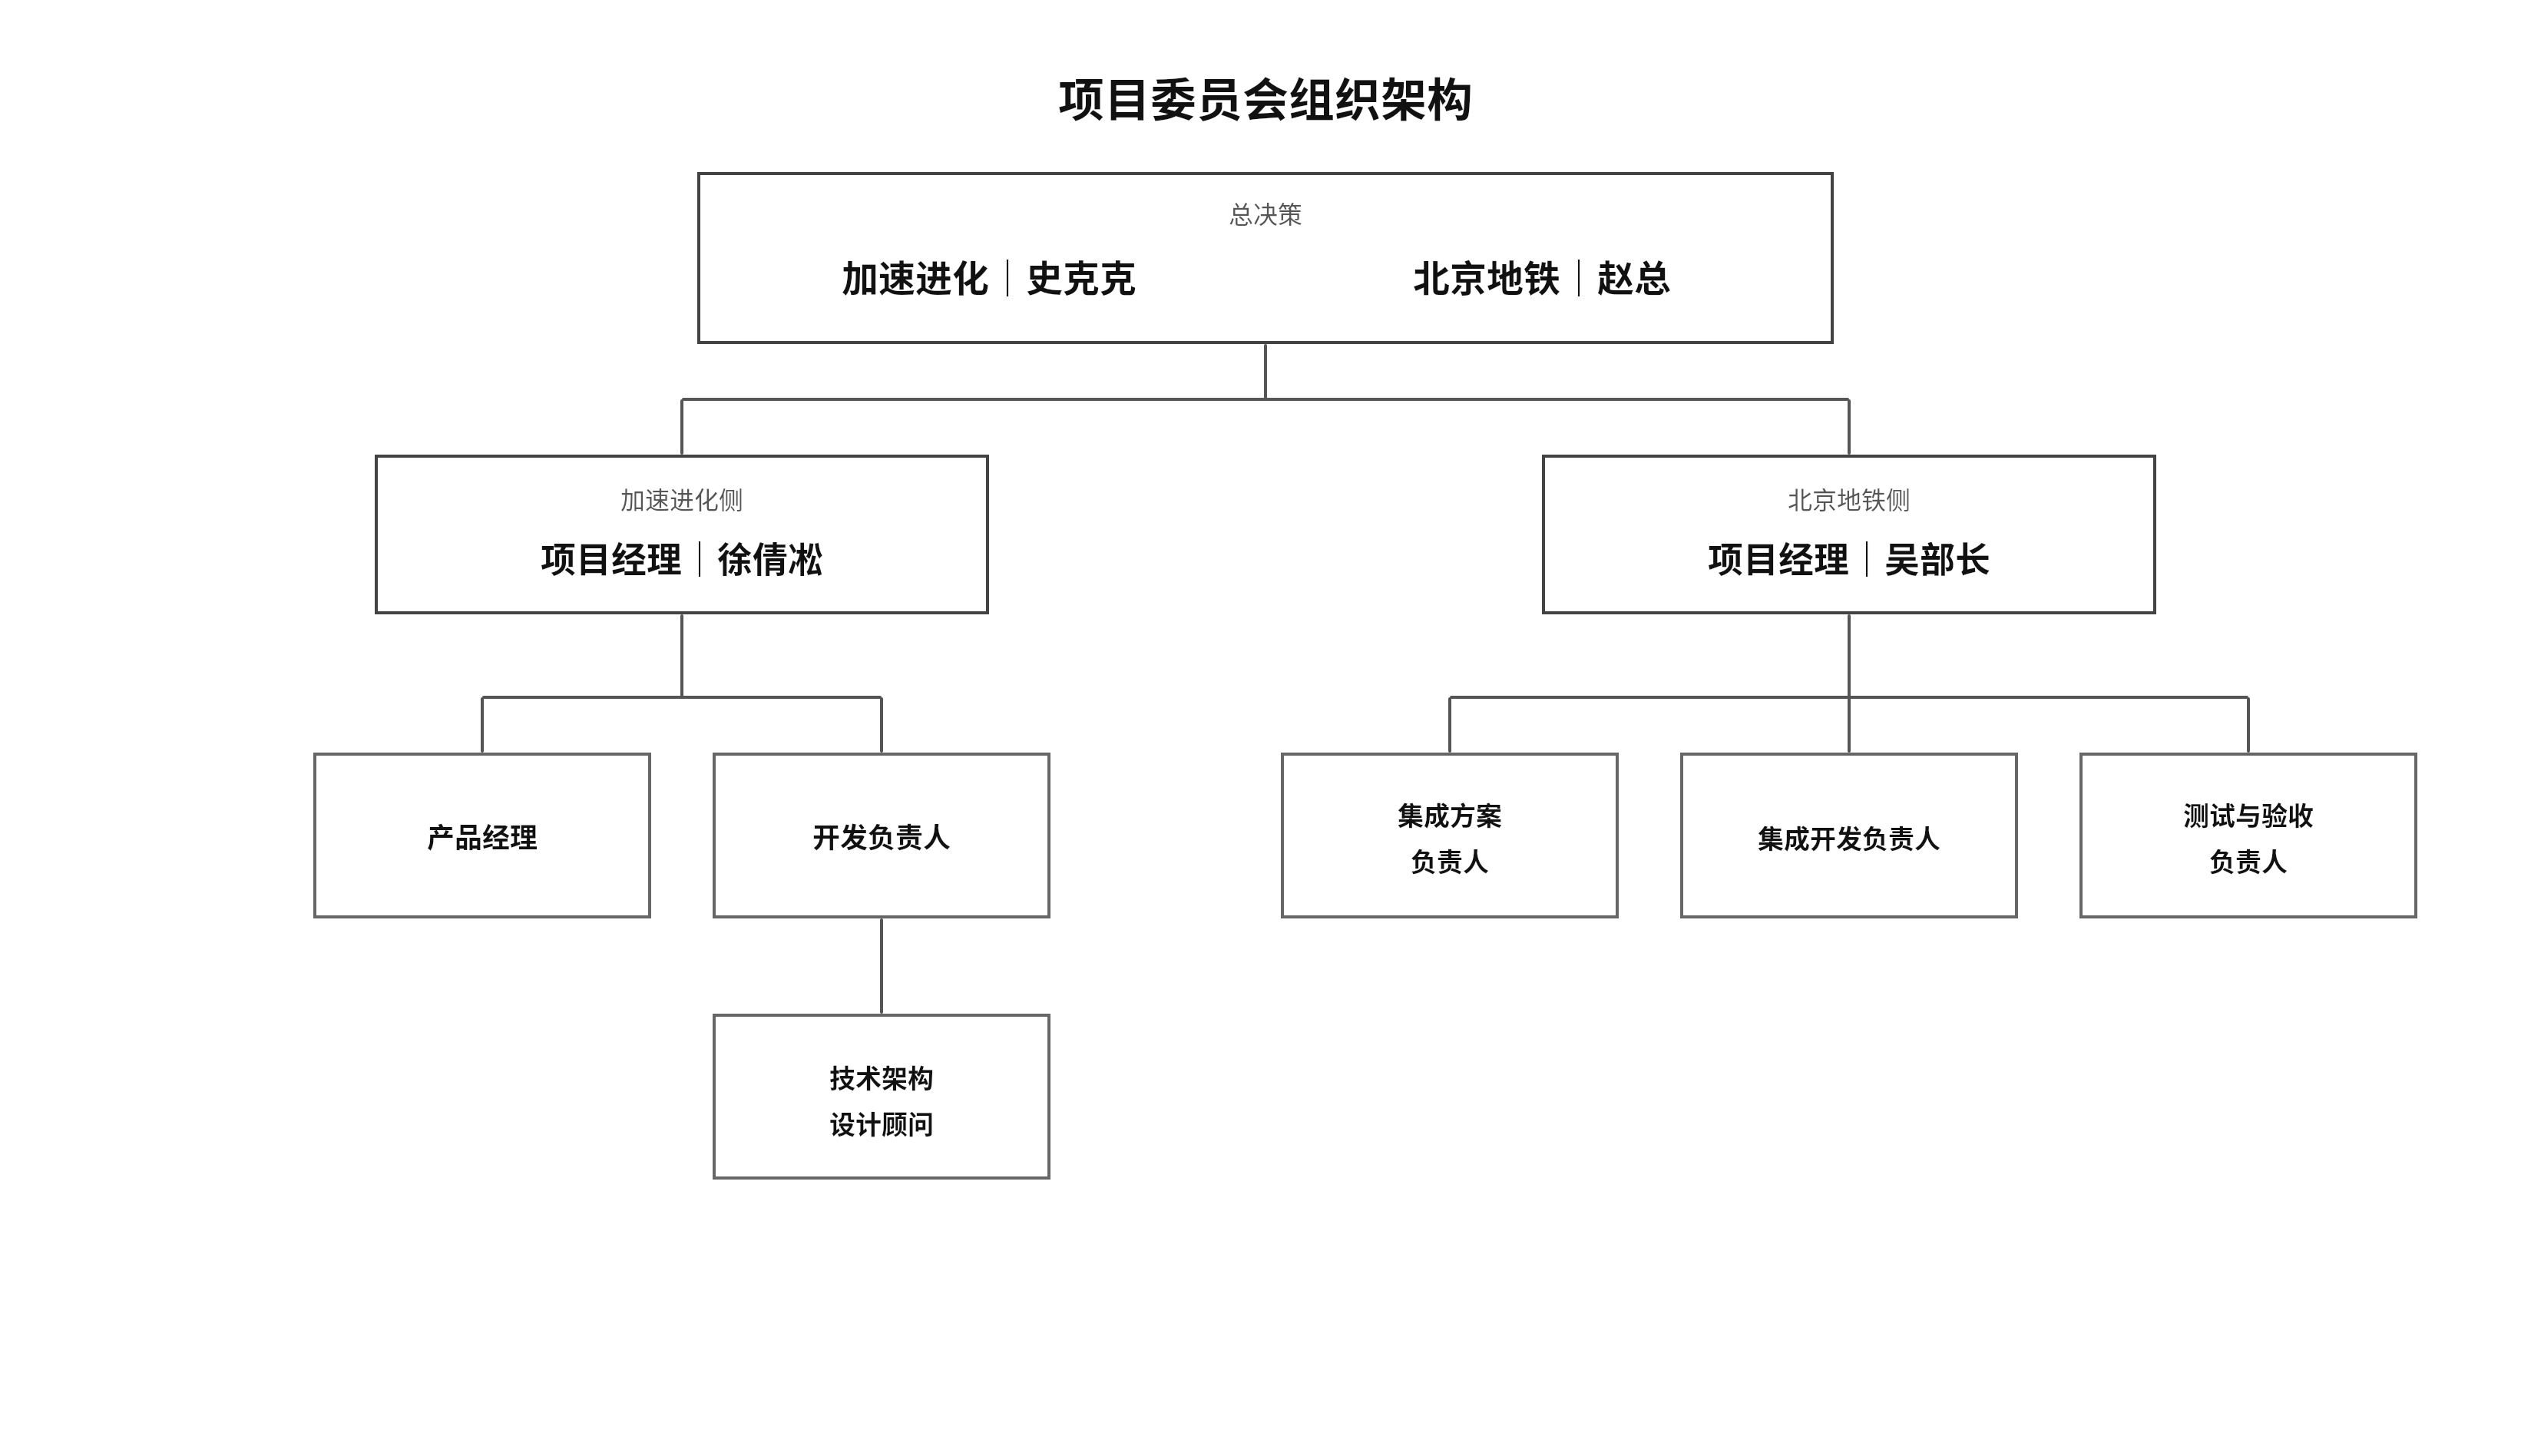 项目委员会组织架构
总决策
加速进化｜史克克
北京地铁｜赵总
加速进化侧
项目经理｜徐倩凇
北京地铁侧
项目经理｜吴部长
产品经理
开发负责人
集成方案
负责人
集成开发负责人
测试与验收
负责人
技术架构
设计顾问